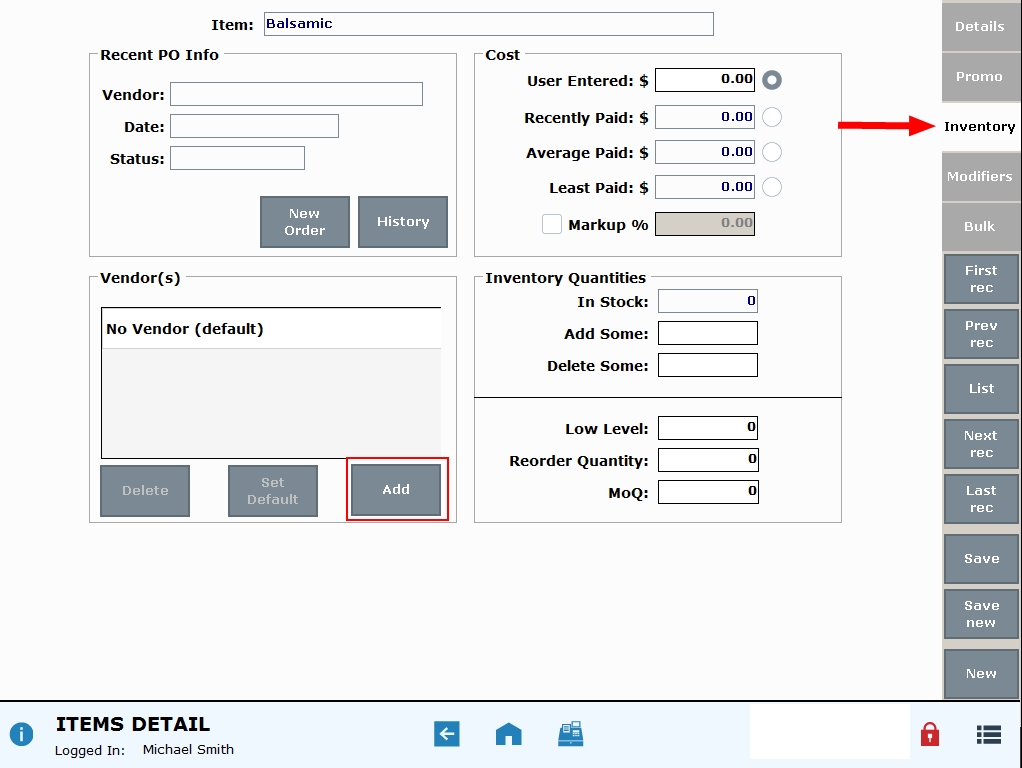 Item: Balsamic
Recent PO Info
Vendor:
Date:
Status:
New
Order
History
Cost
User Entered: $ 0.00
Recently Paid: $ 0.00
Average Paid: $ 0.00
Least Paid: $ 0.00
Markup % 0.00
Vendor(s)
No Vendor (default)
Delete
Set
Default
Add
Inventory Quantities
In Stock: 0
Add Some:
Delete Some:
Low Level: 0
Reorder Quantity: 0
MoQ: 0
Details
Promo
Inventory
Modifiers
Bulk
First
rec
Prev
rec
List
Next
rec
Last
rec
Save
Save
new
New
ITEMS DETAIL
Logged In: Michael Smith